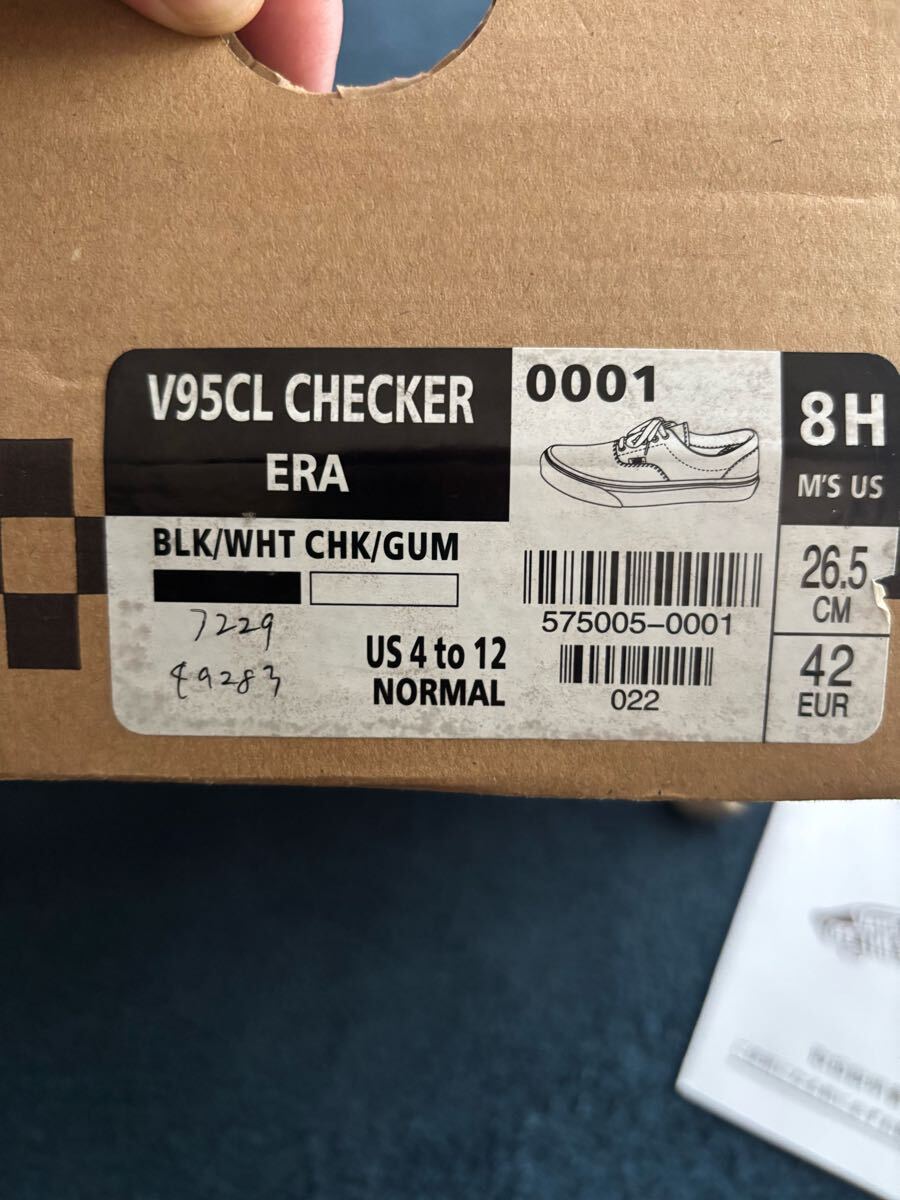 V95CL CHECKER
ERA
0001
8H
M'S US
BLK/WHT CHK/GUM
7229
49283
US 4 to 12
NORMAL
575005-0001
022
26.5
CM
42
EUR